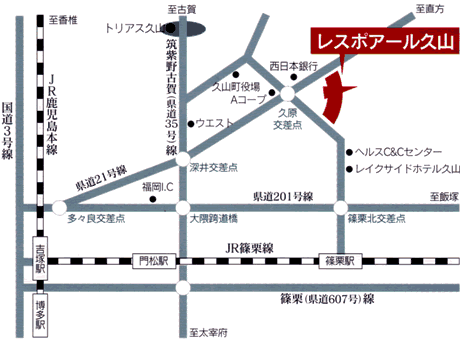 至香椎
至古賀
至直方
トリアス久山
レスポアール久山
西日本銀行
久山町役場
Aコープ
久原
交差点
国道3号線
JR鹿児島本線
筑紫野古賀(県道35号)線
ウエスト
深井交差点
ヘルスC&Cセンター
レイクサイドホテル久山
県道21号線
福岡I.C
県道201号線
至飯塚
多々良交差点
大隈跨道橋
篠栗北交差点
JR篠栗線
吉塚駅
門松駅
篠栗駅
博多駅
篠栗(県道607号)線
至太宰府